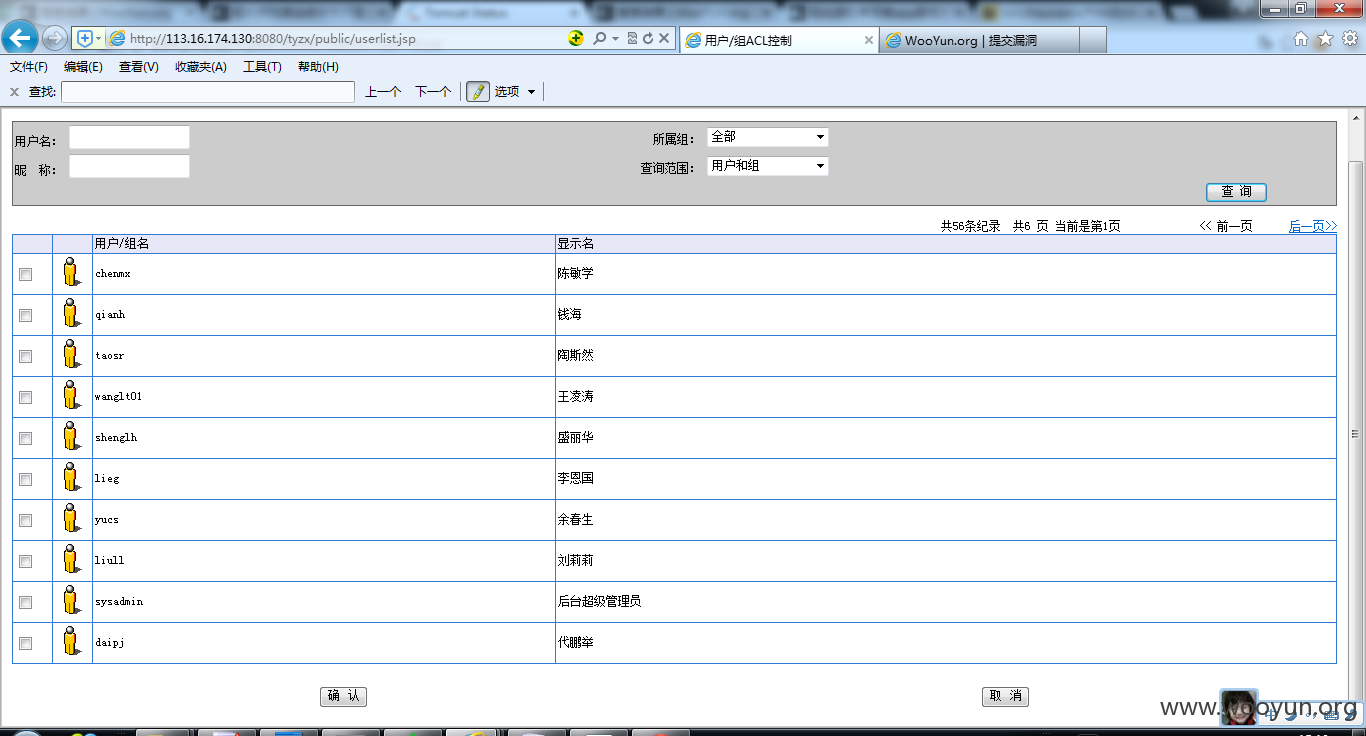 http://113.16.174.130:8080/tyzx/public/userlist.jsp
用户/组ACL控制
WooYun.org | 提交漏洞
文件(F) 编辑(E) 查看(V) 收藏夹(A) 工具(T) 帮助(H)
查找: 上一个 下一个 选项
用户名: 所属组: 全部
昵 称: 查询范围: 用户和组
查 询
共56条纪录 共6 页 当前是第1页 << 前一页 后一页>>
用户/组名 显示名
chenmx 陈敏学
qianh 钱海
taosr 陶斯然
wanglt01 王凌涛
shenglh 盛丽华
lieg 李恩国
yucs 余春生
liull 刘莉莉
sysadmin 后台超级管理员
daipj 代鹏举
确 认 取 消
www.wooyun.org